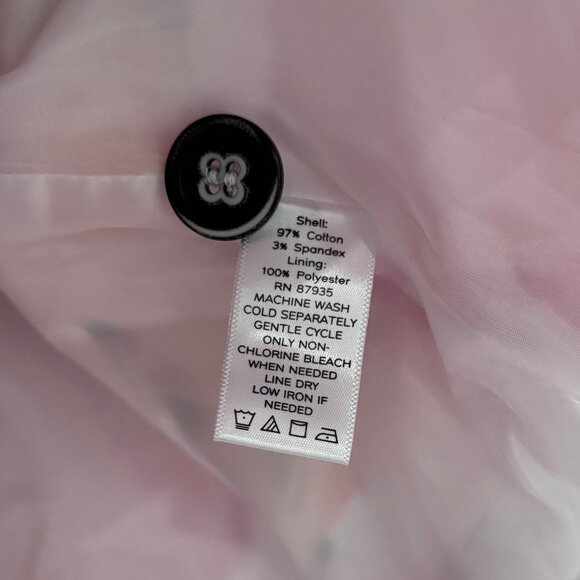 Shell:
97% Cotton
3% Spandex
Lining:
100% Polyester
RN 87935
MACHINE WASH
COLD SEPARATELY
GENTLE CYCLE
ONLY NON-
CHLORINE BLEACH
WHEN NEEDED
LINE DRY
LOW IRON IF
NEEDED